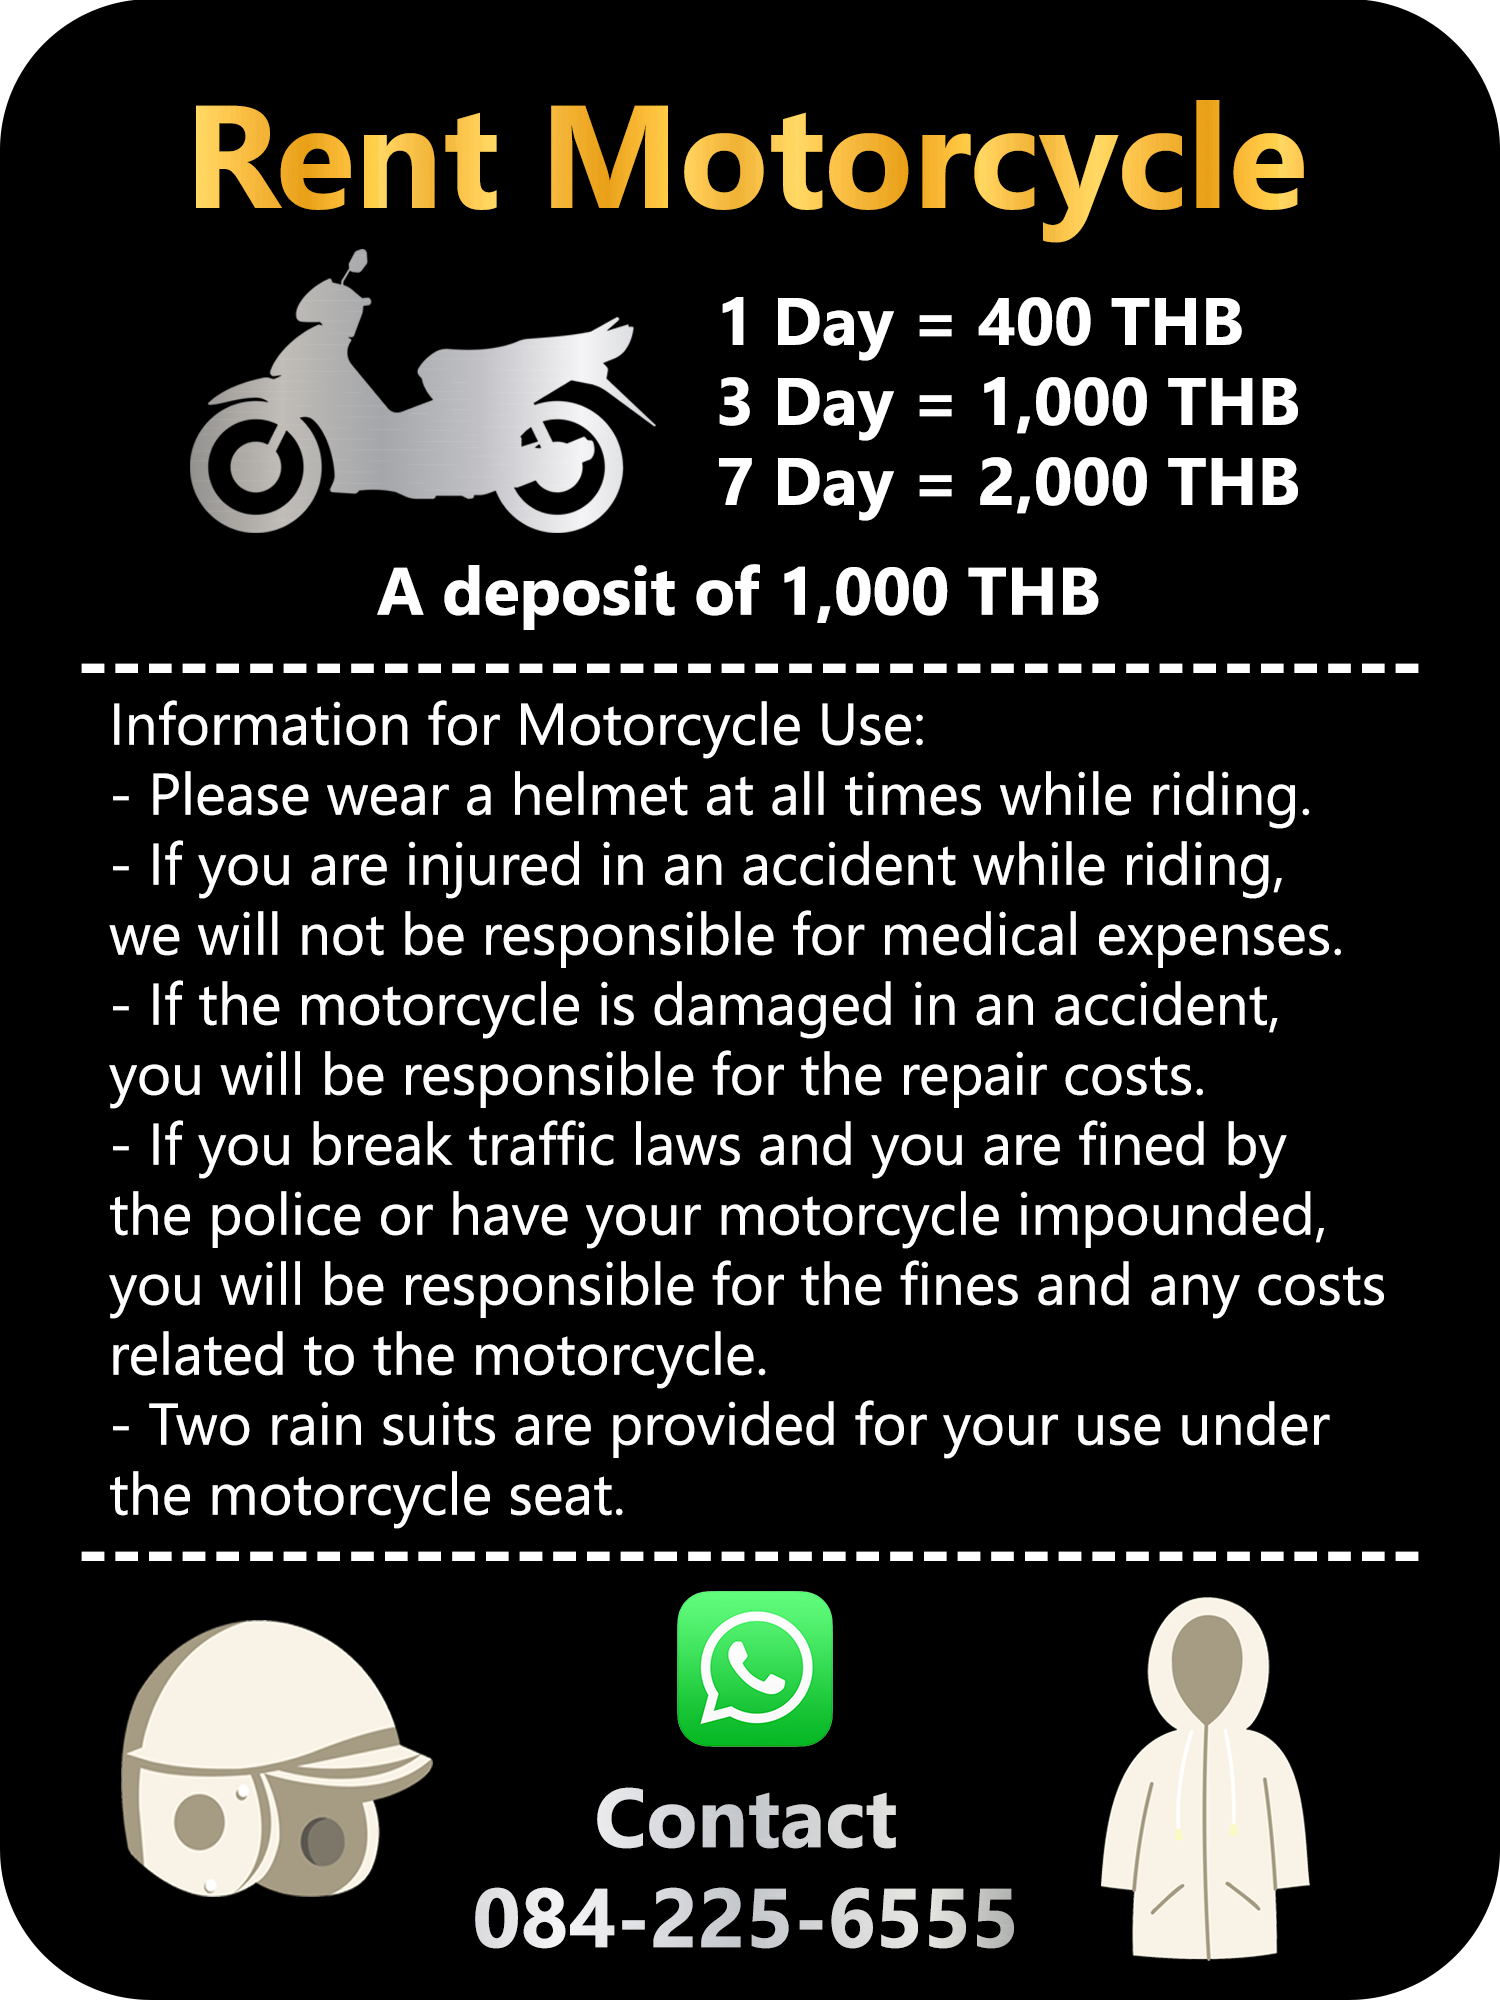 Rent Motorcycle
1 Day = 400 THB
3 Day = 1,000 THB
7 Day = 2,000 THB
A deposit of 1,000 THB
Information for Motorcycle Use:
- Please wear a helmet at all times while riding.
- If you are injured in an accident while riding,
we will not be responsible for medical expenses.
- If the motorcycle is damaged in an accident,
you will be responsible for the repair costs.
- If you break traffic laws and you are fined by
the police or have your motorcycle impounded,
you will be responsible for the fines and any costs
related to the motorcycle.
- Two rain suits are provided for your use under
the motorcycle seat.
Contact
084-225-6555